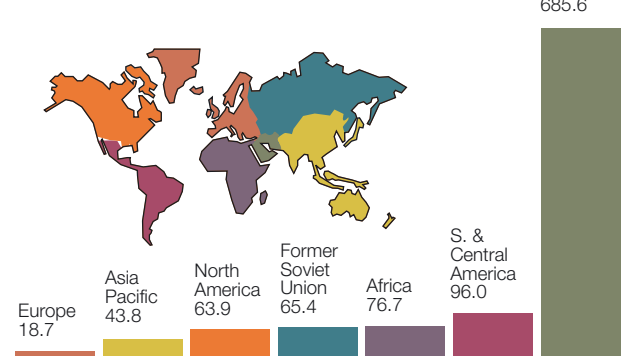 685.6
S. &
Central
America
96.0
Former
Soviet
Union
65.4
North
America
63.9
Asia
Pacific
43.8
Africa
76.7
Europe
18.7